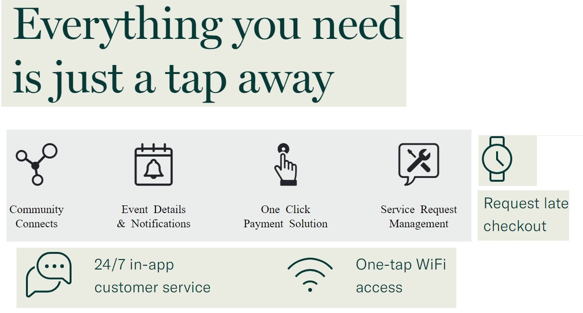 Everything you need
is just a tap away
Community
Connects
Event Details
& Notifications
One Click
Payment Solution
Service Request
Management
Request late
checkout
24/7 in-app
customer service
One-tap WiFi
access